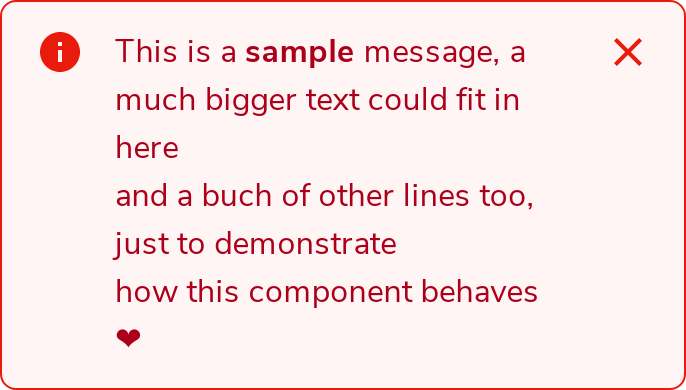 This is a sample message, a
much bigger text could fit in
here
and a buch of other lines too,
just to demonstrate
how this component behaves
❤